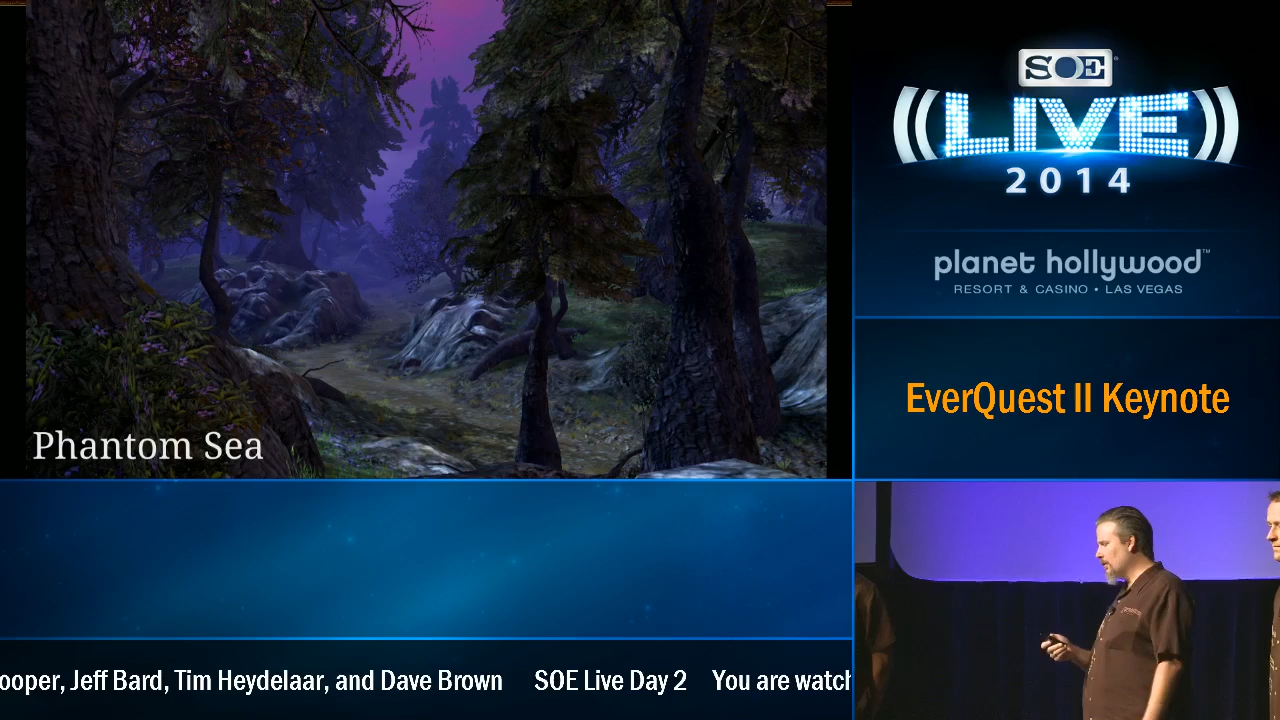 Phantom Sea
SOE
LIVE
2014
planet hollywood™
RESORT & CASINO • LAS VEGAS
EverQuest II Keynote
ooper, Jeff Bard, Tim Heydelaar, and Dave Brown SOE Live Day 2 You are watch